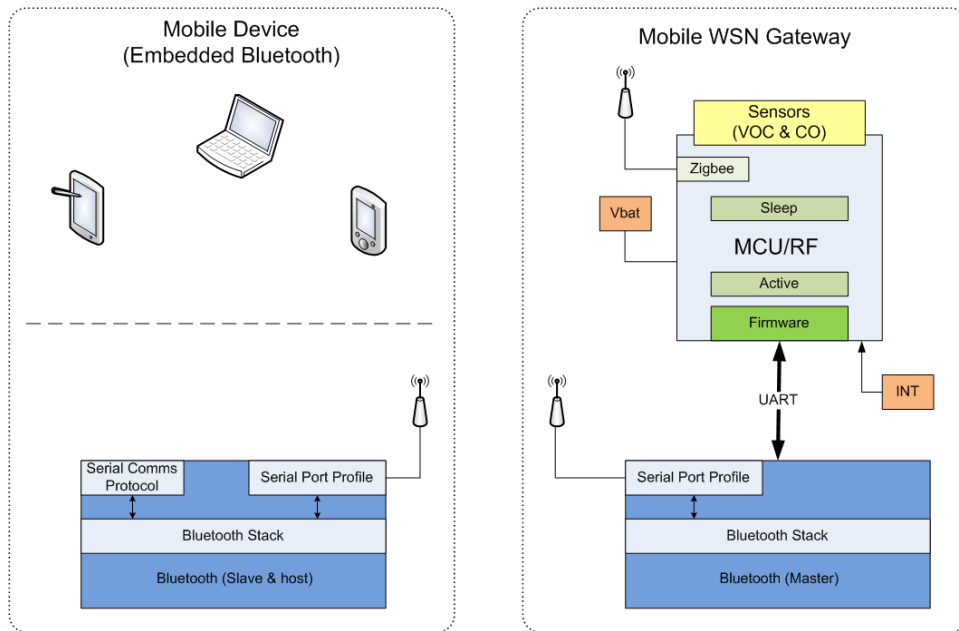 Mobile Device
(Embedded Bluetooth)
Serial Comms
Protocol
Serial Port Profile
Bluetooth Stack
Bluetooth (Slave & host)
Mobile WSN Gateway
Sensors
(VOC & CO)
Zigbee
Vbat
Sleep
MCU/RF
Active
Firmware
INT
UART
Serial Port Profile
Bluetooth Stack
Bluetooth (Master)